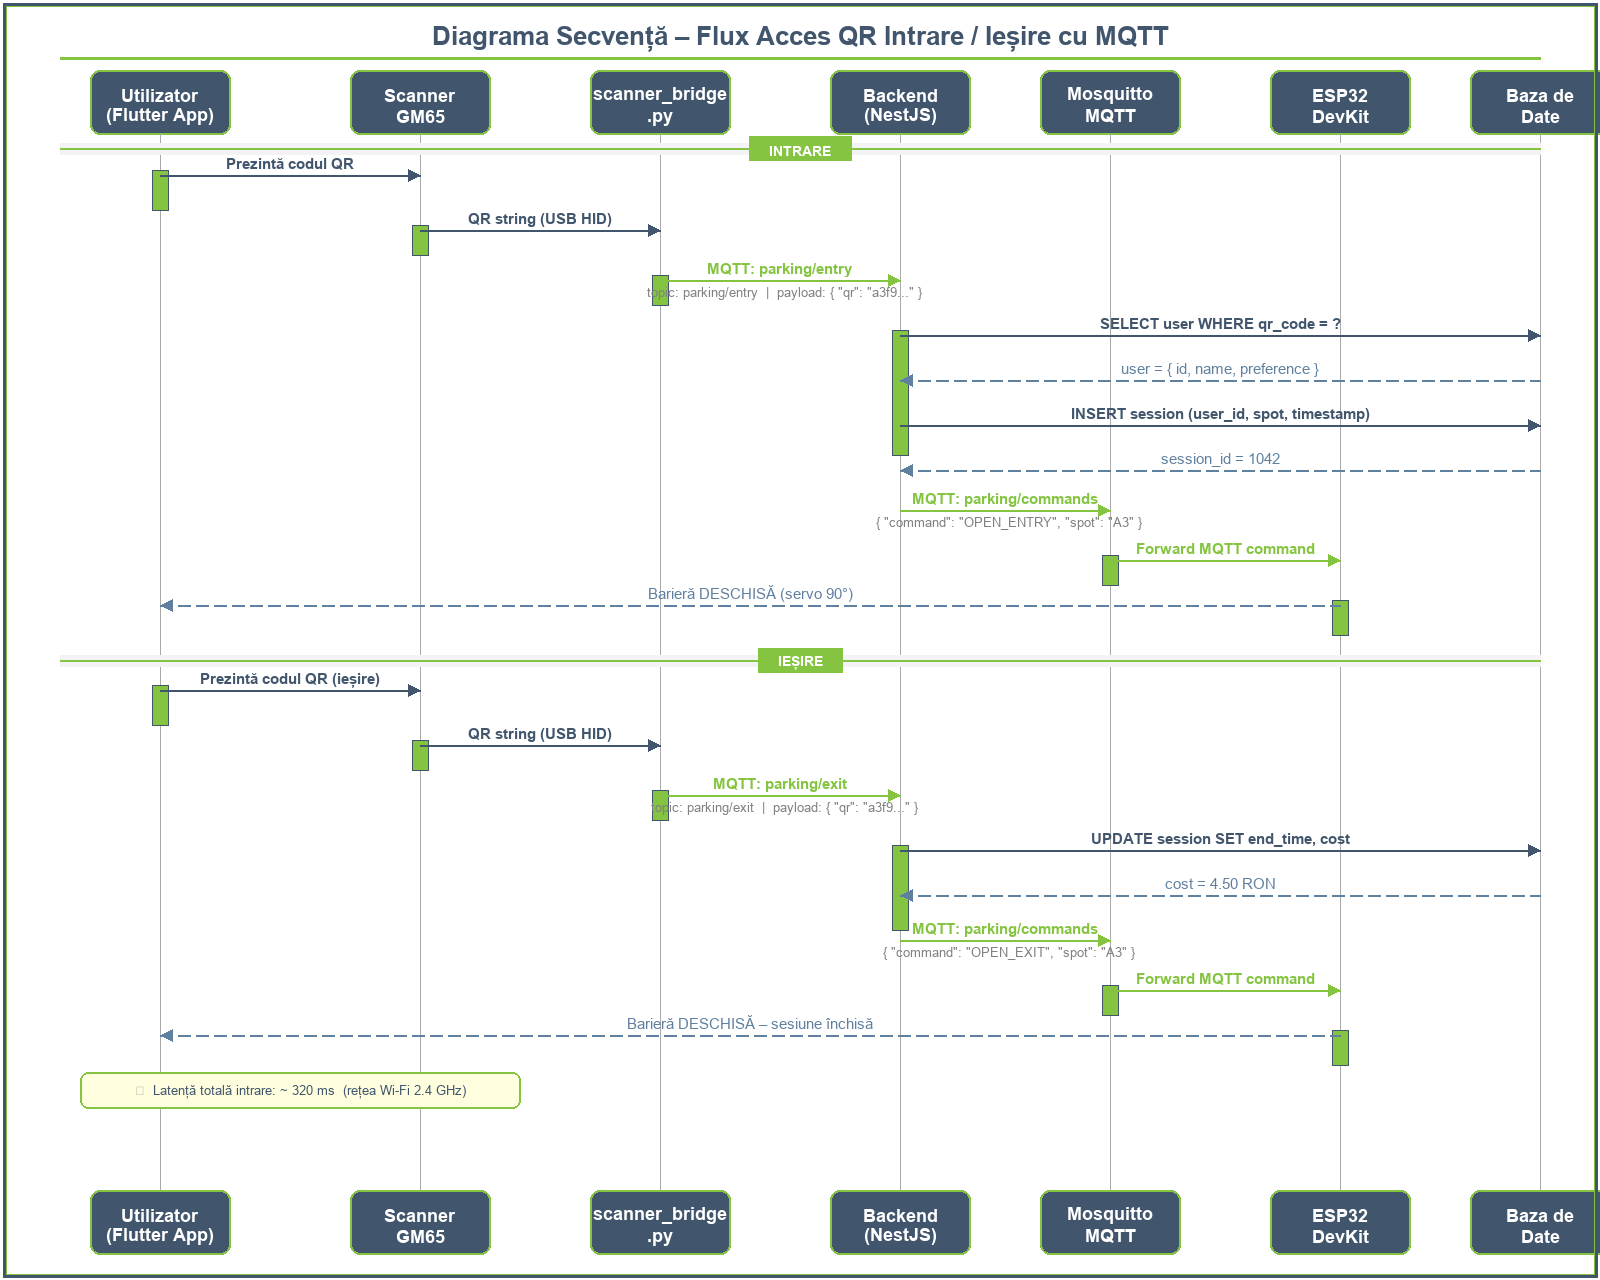 Diagrama Secvență – Flux Acces QR Intrare / Ieșire cu MQTT
Utilizator
(Flutter App)
Scanner
GM65
scanner_bridge
.py
Backend
(NestJS)
Mosquitto
MQTT
ESP32
DevKit
Baza de
Date
INTRARE
Prezintă codul QR
QR string (USB HID)
MQTT: parking/entry
topic: parking/entry | payload: { "qr": "a3f9..." }
SELECT user WHERE qr_code = ?
user = { id, name, preference }
INSERT session (user_id, spot, timestamp)
session_id = 1042
MQTT: parking/commands
{ "command": "OPEN_ENTRY", "spot": "A3" }
Forward MQTT command
Barieră DESCHISĂ (servo 90°)
IEȘIRE
Prezintă codul QR (ieșire)
QR string (USB HID)
MQTT: parking/exit
topic: parking/exit | payload: { "qr": "a3f9..." }
UPDATE session SET end_time, cost
cost = 4.50 RON
MQTT: parking/commands
{ "command": "OPEN_EXIT", "spot": "A3" }
Forward MQTT command
Barieră DESCHISĂ – sesiune închisă
Latență totală intrare: ~ 320 ms (rețea Wi-Fi 2.4 GHz)
Utilizator
(Flutter App)
Scanner
GM65
scanner_bridge
.py
Backend
(NestJS)
Mosquitto
MQTT
ESP32
DevKit
Baza de
Date